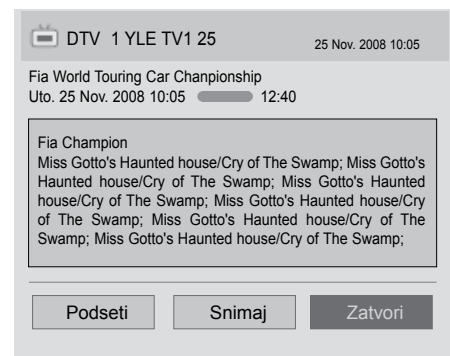 DTV 1 YLE TV1 25 25 Nov. 2008 10:05
Fia World Touring Car Chanpionship
Uto. 25 Nov. 2008 10:05 12:40
Fia Champion
Miss Gotto's Haunted house/Cry of The Swamp; Miss Gotto's
Haunted house/Cry of The Swamp; Miss Gotto's Haunted
house/Cry of The Swamp; Miss Gotto's Haunted house/Cry
of The Swamp; Miss Gotto's Haunted house/Cry of The
Swamp; Miss Gotto's Haunted house/Cry of The Swamp;
Podseti Snimaj Zatvori